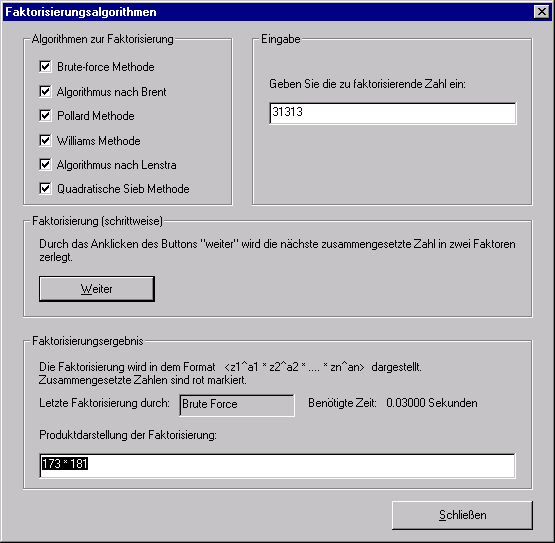 Faktorisierungsalgorithmen
Algorithmen zur Faktorisierung
Brute-force Methode
Algorithmus nach Brent
Pollard Methode
Williams Methode
Algorithmus nach Lenstra
Quadratische Sieb Methode
Eingabe
Geben Sie die zu faktorisierende Zahl ein:
31313
Faktorisierung (schrittweise)
Durch das Anklicken des Buttons "weiter" wird die nächste zusammengesetzte Zahl in zwei Faktoren
zerlegt.
Weiter
Faktorisierungsergebnis
Die Faktorisierung wird in dem Format <z1^a1 * z2^a2 * .... * zn^an> dargestellt.
Zusammengesetzte Zahlen sind rot markiert.
Letzte Faktorisierung durch: Brute Force Benötigte Zeit: 0.03000 Sekunden
Produktdarstellung der Faktorisierung:
173 * 181
Schließen